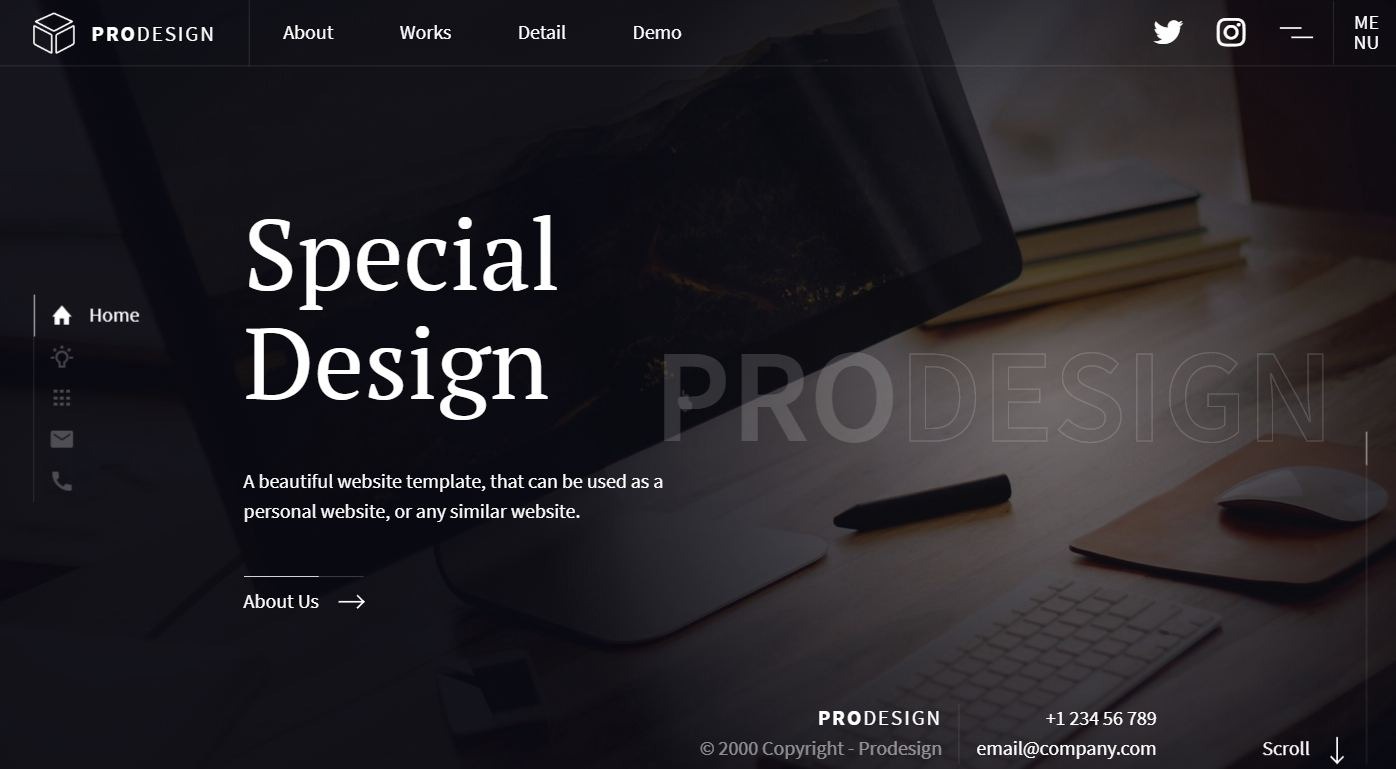 PRODESIGN
About
Works
Detail
Demo
ME
NU
Special
Design
Home
PRODESIGN
A beautiful website template, that can be used as a
personal website, or any similar website.
About Us
PRODESIGN
© 2000 Copyright - Prodesign
+1 234 56 789
email@company.com
Scroll